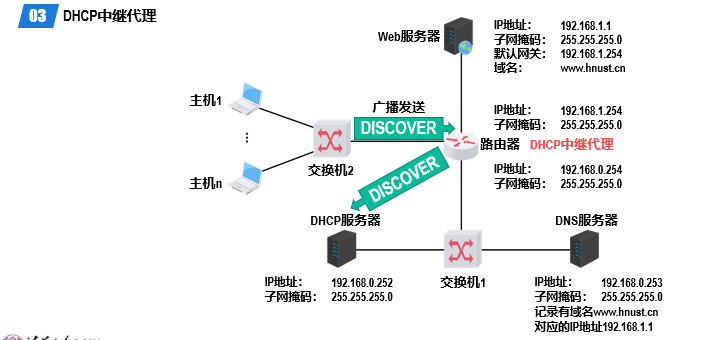 03 DHCP中继代理
Web服务器
IP地址： 192.168.1.1
子网掩码： 255.255.255.0
默认网关： 192.168.1.254
域名： www.hnust.cn
主机1
…
主机n
交换机2
广播发送
DISCOVER
IP地址： 192.168.1.254
子网掩码： 255.255.255.0
路由器 DHCP中继代理
IP地址： 192.168.0.254
子网掩码： 255.255.255.0
DISCOVER
DHCP服务器
IP地址： 192.168.0.252
子网掩码： 255.255.255.0
交换机1
DNS服务器
IP地址： 192.168.0.253
子网掩码： 255.255.255.0
记录有域名www.hnust.cn
对应的IP地址192.168.1.1